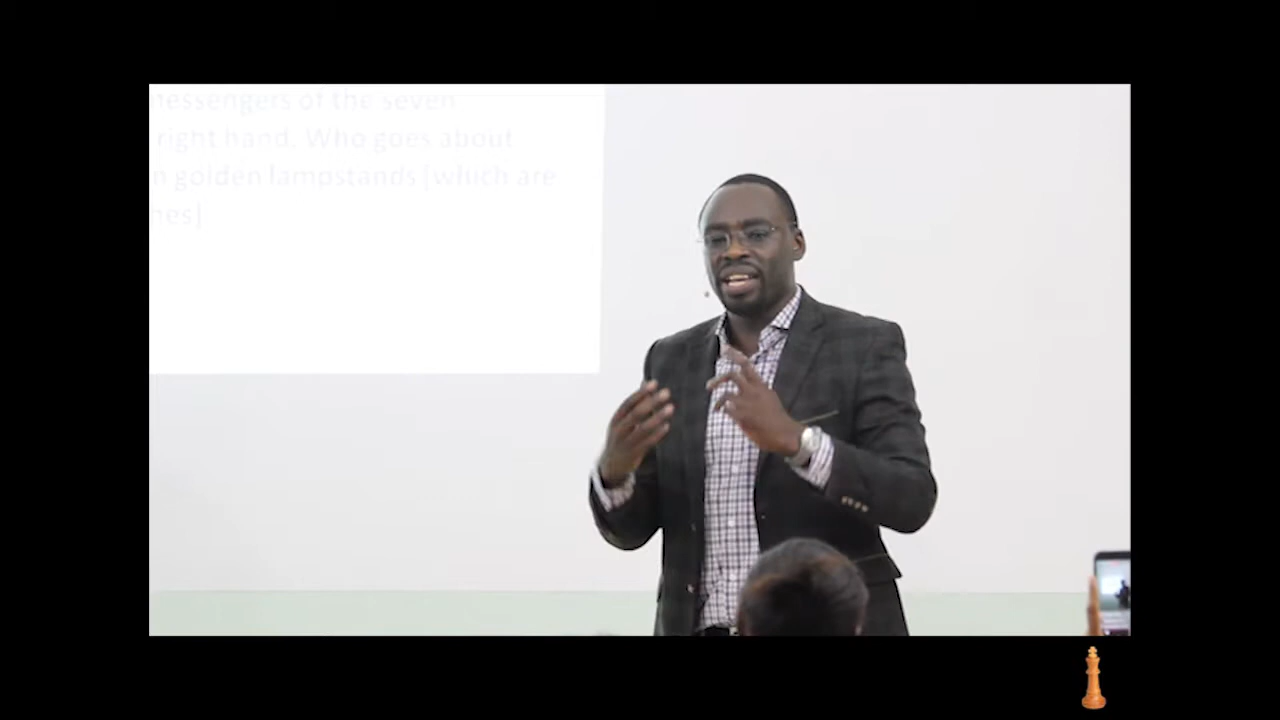 messengers of the seven
right hand. Who goes about
golden lampstands [which are